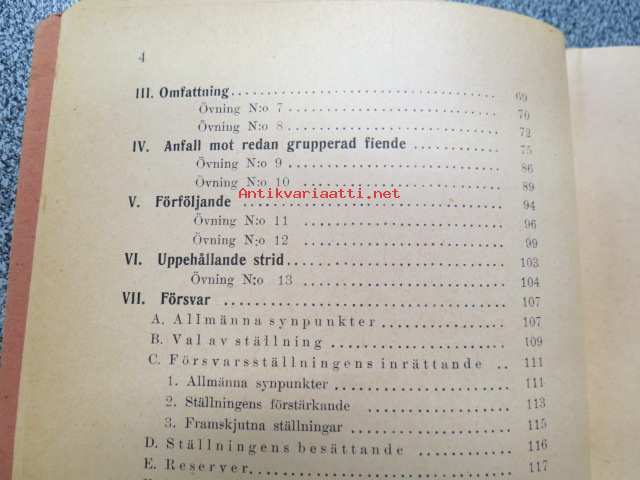 4
III. Omfattning 69
Övning N:o 7 70
Övning N:o 8 72
IV. Anfall mot redan grupperad fiende 75
Övning N:o 9 86
Övning N:o 10 89
Antikvariaatti.net
V. Förföljande 94
Övning N:o 11 96
Övning N:o 12 99
VI. Uppehållande strid 103
Övning N:o 13 104
VII. Försvar 107
A. Allmänna synpunkter 107
B. Val av ställning 109
C. Försvarsställningens inrättande 111
1. Allmänna synpunkter 111
2. Ställningens förstärkande 113
3. Framskjutna ställningar 115
D. Ställningens besättande 116
E. Reserver 117